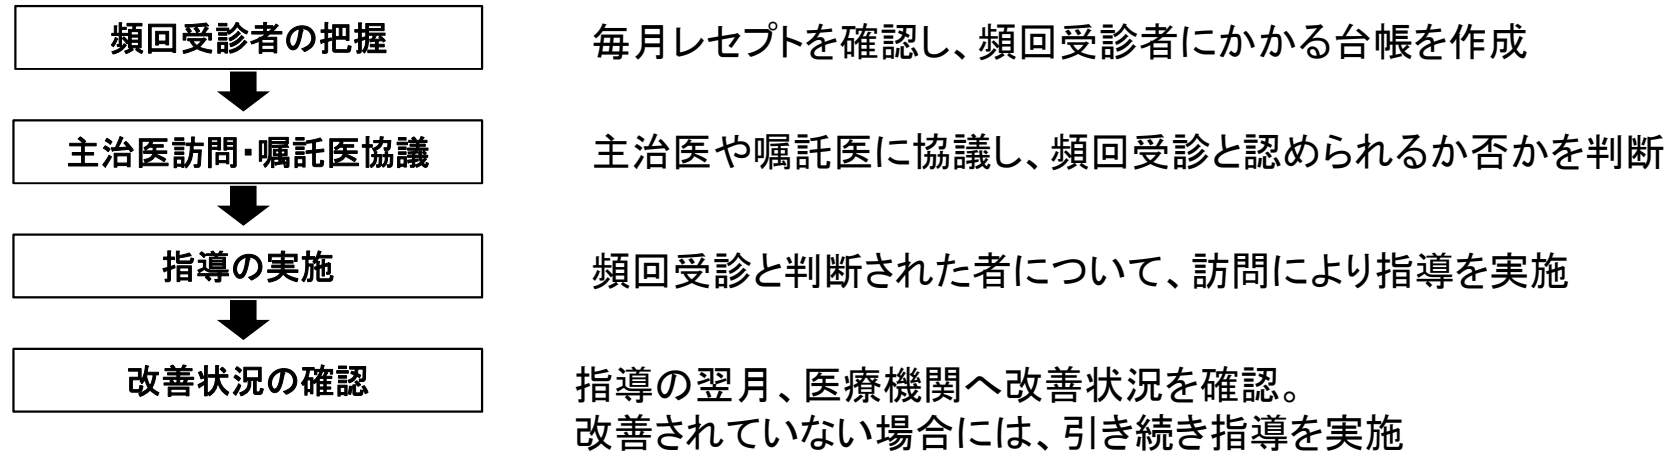 頻回受診者の把握
毎月レセプトを確認し、頻回受診者にかかる台帳を作成
主治医訪問・嘱託医協議
主治医や嘱託医に協議し、頻回受診と認められるか否かを判断
指導の実施
頻回受診と判断された者について、訪問により指導を実施
改善状況の確認
指導の翌月、医療機関へ改善状況を確認。
改善されていない場合には、引き続き指導を実施